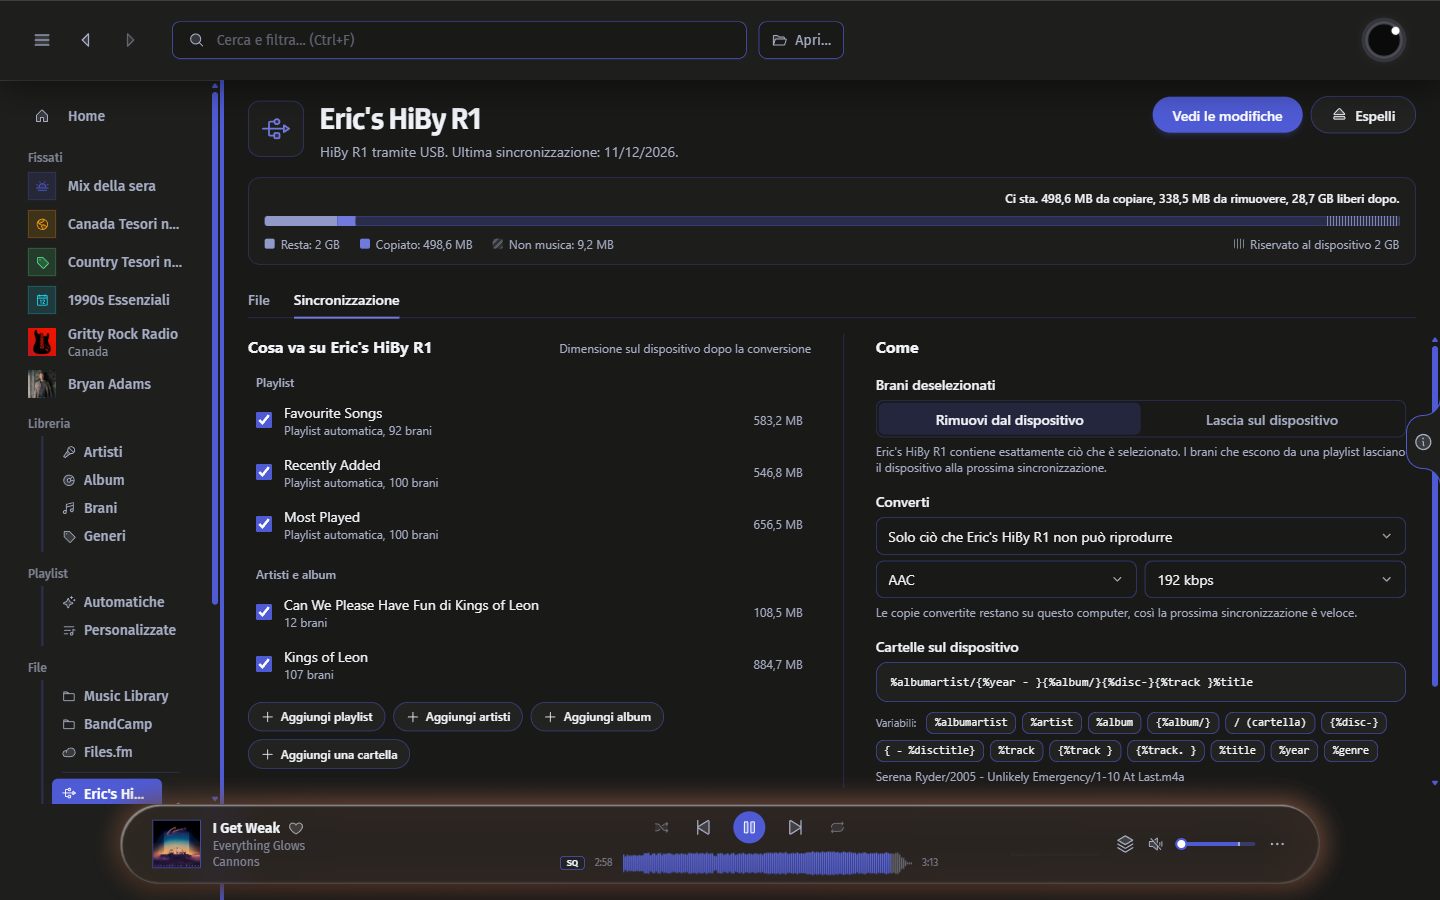 Cerca e filtra... (Ctrl+F)
Apri...
Home
Fissati
Mix della sera
Canada Tesori n...
Country Tesori n...
1990s Essenziali
Gritty Rock Radio
Canada
Bryan Adams
Libreria
Artisti
Album
Brani
Generi
Playlist
Automatiche
Personalizzate
File
Music Library
BandCamp
Files.fm
Eric's Hi...
Eric's HiBy R1
HiBy R1 tramite USB. Ultima sincronizzazione: 11/12/2026.
Vedi le modifiche
Espelli
Ci sta. 498,6 MB da copiare, 338,5 MB da rimuovere, 28,7 GB liberi dopo.
Resta: 2 GB
Copiato: 498,6 MB
Non musica: 9,2 MB
Riservato al dispositivo 2 GB
File
Sincronizzazione
Cosa va su Eric's HiBy R1
Dimensione sul dispositivo dopo la conversione
Playlist
Favourite Songs
Playlist automatica, 92 brani
583,2 MB
Recently Added
Playlist automatica, 100 brani
546,8 MB
Most Played
Playlist automatica, 100 brani
656,5 MB
Artisti e album
Can We Please Have Fun di Kings of Leon
12 brani
108,5 MB
Kings of Leon
107 brani
884,7 MB
Aggiungi playlist
Aggiungi artisti
Aggiungi album
Aggiungi una cartella
Come
Brani deselezionati
Rimuovi dal dispositivo
Lascia sul dispositivo
Eric's HiBy R1 contiene esattamente ciò che è selezionato. I brani che escono da una playlist lasciano
il dispositivo alla prossima sincronizzazione.
Converti
Solo ciò che Eric's HiBy R1 non può riprodurre
AAC
192 kbps
Le copie convertite restano su questo computer, così la prossima sincronizzazione è veloce.
Cartelle sul dispositivo
%albumartist/{%year - }{%album/}{%disc-}{%track }%title
Variabili: %albumartist %artist %album {%album/} / (cartella) {%disc-}
{ - %disctitle} %track {%track } {%track. } %title %year %genre
Serena Ryder/2005 - Unlikely Emergency/1-10 At Last.m4a
I Get Weak
Everything Glows
Cannons
SQ
2:58
3:13